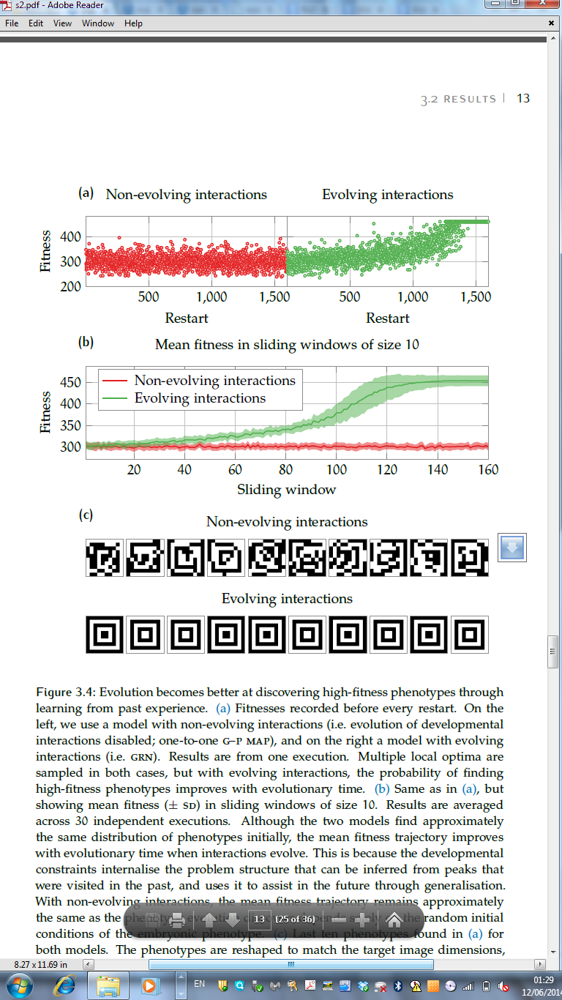 s2.pdf - Adobe Reader
File Edit View Window Help
3.2 RESULTS | 13
(a) Non-evolving interactions Evolving interactions
Fitness
400
300
200
500 1,000 1,500 500 1,000 1,500
Restart Restart
(b) Mean fitness in sliding windows of size 10
Fitness
450
400
350
300
Non-evolving interactions
Evolving interactions
20 40 60 80 100 120 140 160
Sliding window
(c)
Non-evolving interactions
Evolving interactions
Figure 3.4: Evolution becomes better at discovering high-fitness phenotypes through
learning from past experience. (a) Fitnesses recorded before every restart. On the
left, we use a model with non-evolving interactions (i.e. evolution of developmental
interactions disabled; one-to-one G–P MAP), and on the right a model with evolving
interactions (i.e. GRN). Results are from one execution. Multiple local optima are
sampled in both cases, but with evolving interactions, the probability of finding
high-fitness phenotypes improves with evolutionary time. (b) Same as in (a), but
showing mean fitness (± SD) in sliding windows of size 10. Results are averaged
across 30 independent executions. Although the two models find approximately
the same distribution of phenotypes initially, the mean fitness trajectory improves
with evolutionary time when interactions evolve. This is because the developmental
constraints internalise the problem structure that can be inferred from peaks that
were visited in the past, and uses it to assist in the future through generalisation.
With non-evolving interactions, the mean fitness trajectory remains approximately
the same as the random initial
conditions of the embryonic phenotype. (c) Last ten phenotypes found in (a) for
both models. The phenotypes are reshaped to match the target image dimensions,
13 (25 of 36)
8.27 x 11.69 in
EN
01:29
12/06/2014